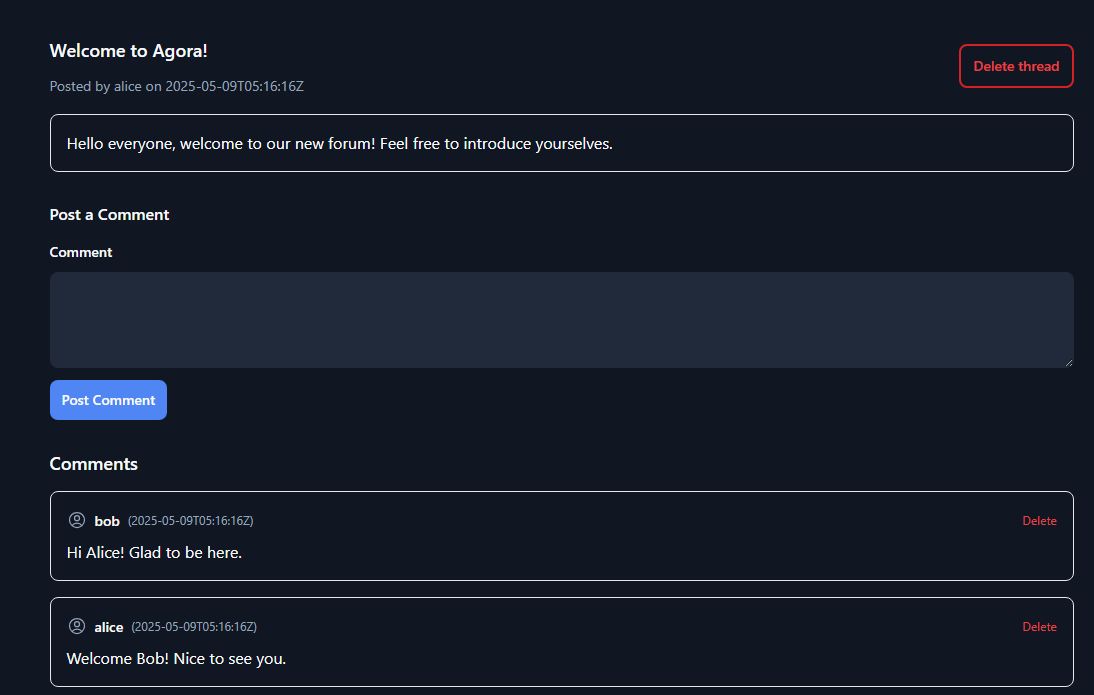 Welcome to Agora!
Delete thread
Posted by alice on 2025-05-09T05:16:16Z
Hello everyone, welcome to our new forum! Feel free to introduce yourselves.
Post a Comment
Comment
Post Comment
Comments
bob (2025-05-09T05:16:16Z) Delete
Hi Alice! Glad to be here.
alice (2025-05-09T05:16:16Z) Delete
Welcome Bob! Nice to see you.